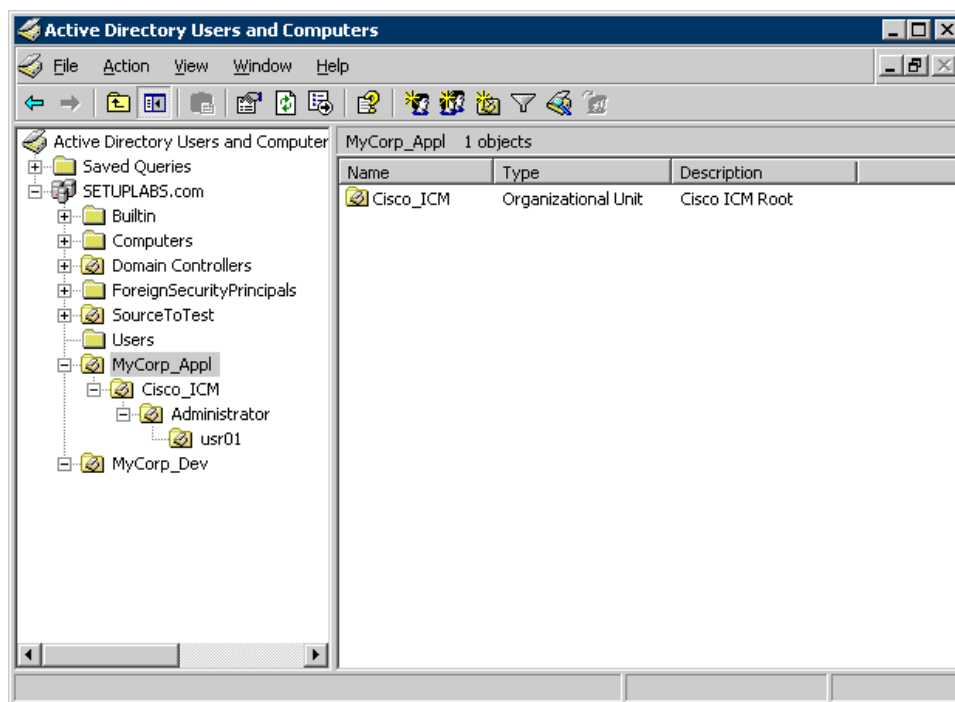 Active Directory Users and Computers
File Action View Window Help
Active Directory Users and Computer
Saved Queries
SETUPLABS.com
Builtin
Computers
Domain Controllers
ForeignSecurityPrincipals
SourceToTest
Users
MyCorp_Appl
Cisco_ICM
Administrator
usr01
MyCorp_Dev
MyCorp_Appl 1 objects
Name Type Description
Cisco_ICM Organizational Unit Cisco ICM Root